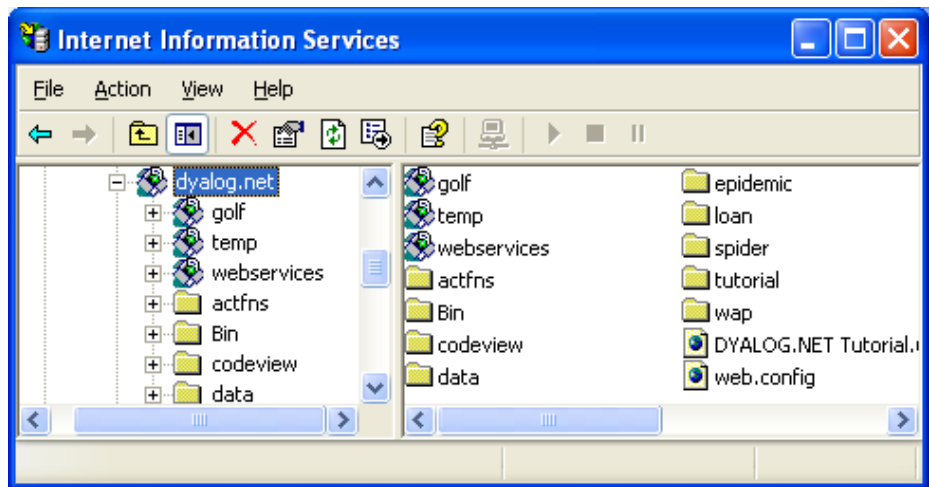 Internet Information Services
File Action View Help
dyalog.net
golf
temp
webservices
actfns
Bin
codeview
data
golf
temp
webservices
actfns
Bin
codeview
data
epidemic
loan
spider
tutorial
wap
DYALOG.NET Tutorial.
web.config